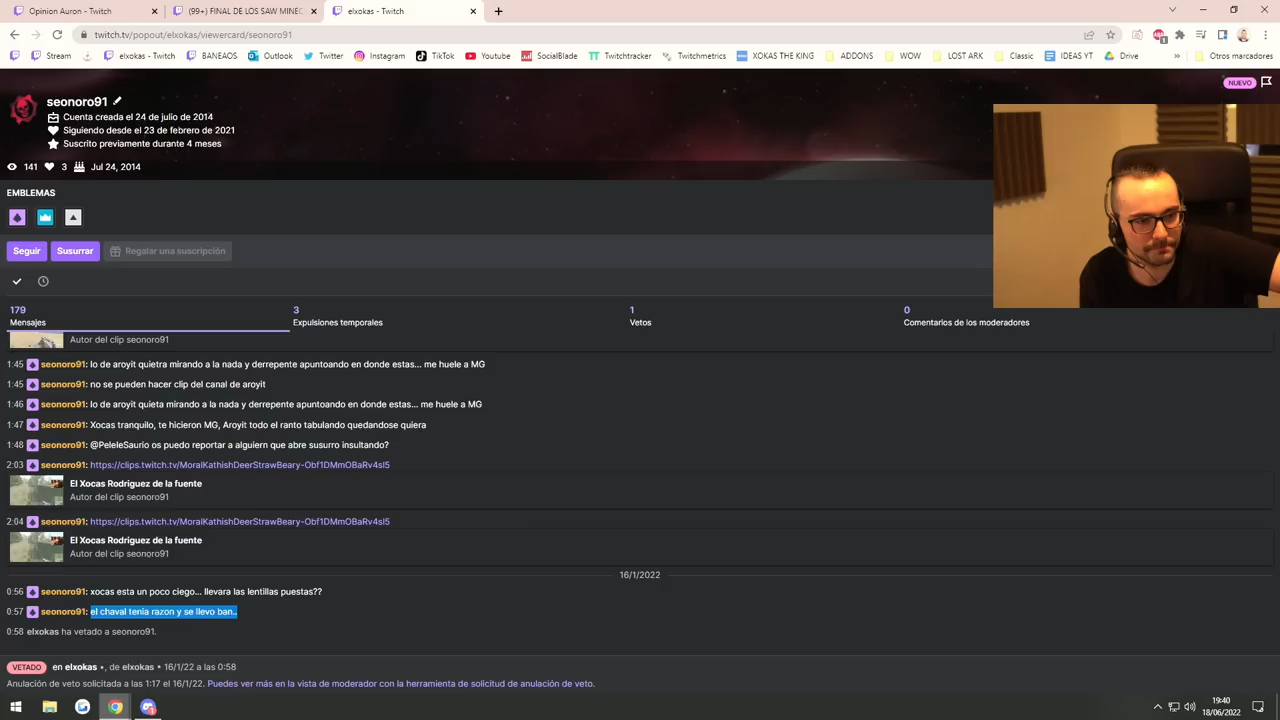 Opinion Auron - Twitch
(99+) FINAL DE LOS SAW MINEC
elxokas - Twitch
twitch.tv/popout/elxokas/viewercard/seonoro91
Stream
elxokas - Twitch
BANEAOS
Outlook
Twitter
Instagram
TikTok
Youtube
SocialBlade
Twitchtracker
Twitchmetrics
XOKAS THE KING
ADDONS
WOW
LOST ARK
Classic
IDEAS YT
Drive
»
Otros marcadores
seonoro91
NUEVO
Cuenta creada el 24 de julio de 2014
Siguiendo desde el 23 de febrero de 2021
Suscrito previamente durante 4 meses
141 3 Jul 24, 2014
EMBLEMAS
Seguir
Susurrar
Regalar una suscripción
179
Mensajes
3
Expulsiones temporales
1
Vetos
0
Comentarios de los moderadores
Autor del clip seonoro91
1:45 seonoro91: lo de aroyit quietra mirando a la nada y derrepente apuntoando en donde estas... me huele a MG
1:45 seonoro91: no se pueden hacer clip del canal de aroyit
1:46 seonoro91: lo de aroyit quieta mirando a la nada y derrepente apuntoando en donde estas... me huele a MG
1:47 seonoro91: Xocas tranquilo, te hicieron MG, Aroyit todo el ranto tabulando quedandose quiera
1:48 seonoro91: @PeleleSaurio os puedo reportar a alguiern que abre susurro insultando?
2:03 seonoro91: https://clips.twitch.tv/MoralKathishDeerStrawBeary-Obf1DMmOBaRv4sl5
El Xocas Rodriguez de la fuente
Autor del clip seonoro91
2:04 seonoro91: https://clips.twitch.tv/MoralKathishDeerStrawBeary-Obf1DMmOBaRv4sl5
El Xocas Rodriguez de la fuente
Autor del clip seonoro91
16/1/2022
0:56 seonoro91: xocas esta un poco ciego... llevara las lentillas puestas??
0:57 seonoro91: el chaval tenia razon y se llevo ban..
0:58 elxokas ha vetado a seonoro91.
VETADO en elxokas •, de elxokas • 16/1/22 a las 0:58
Anulación de veto solicitada a las 1:17 el 16/1/22. Puedes ver más en la vista de moderador con la herramienta de solicitud de anulación de veto.
19:40
18/06/2022